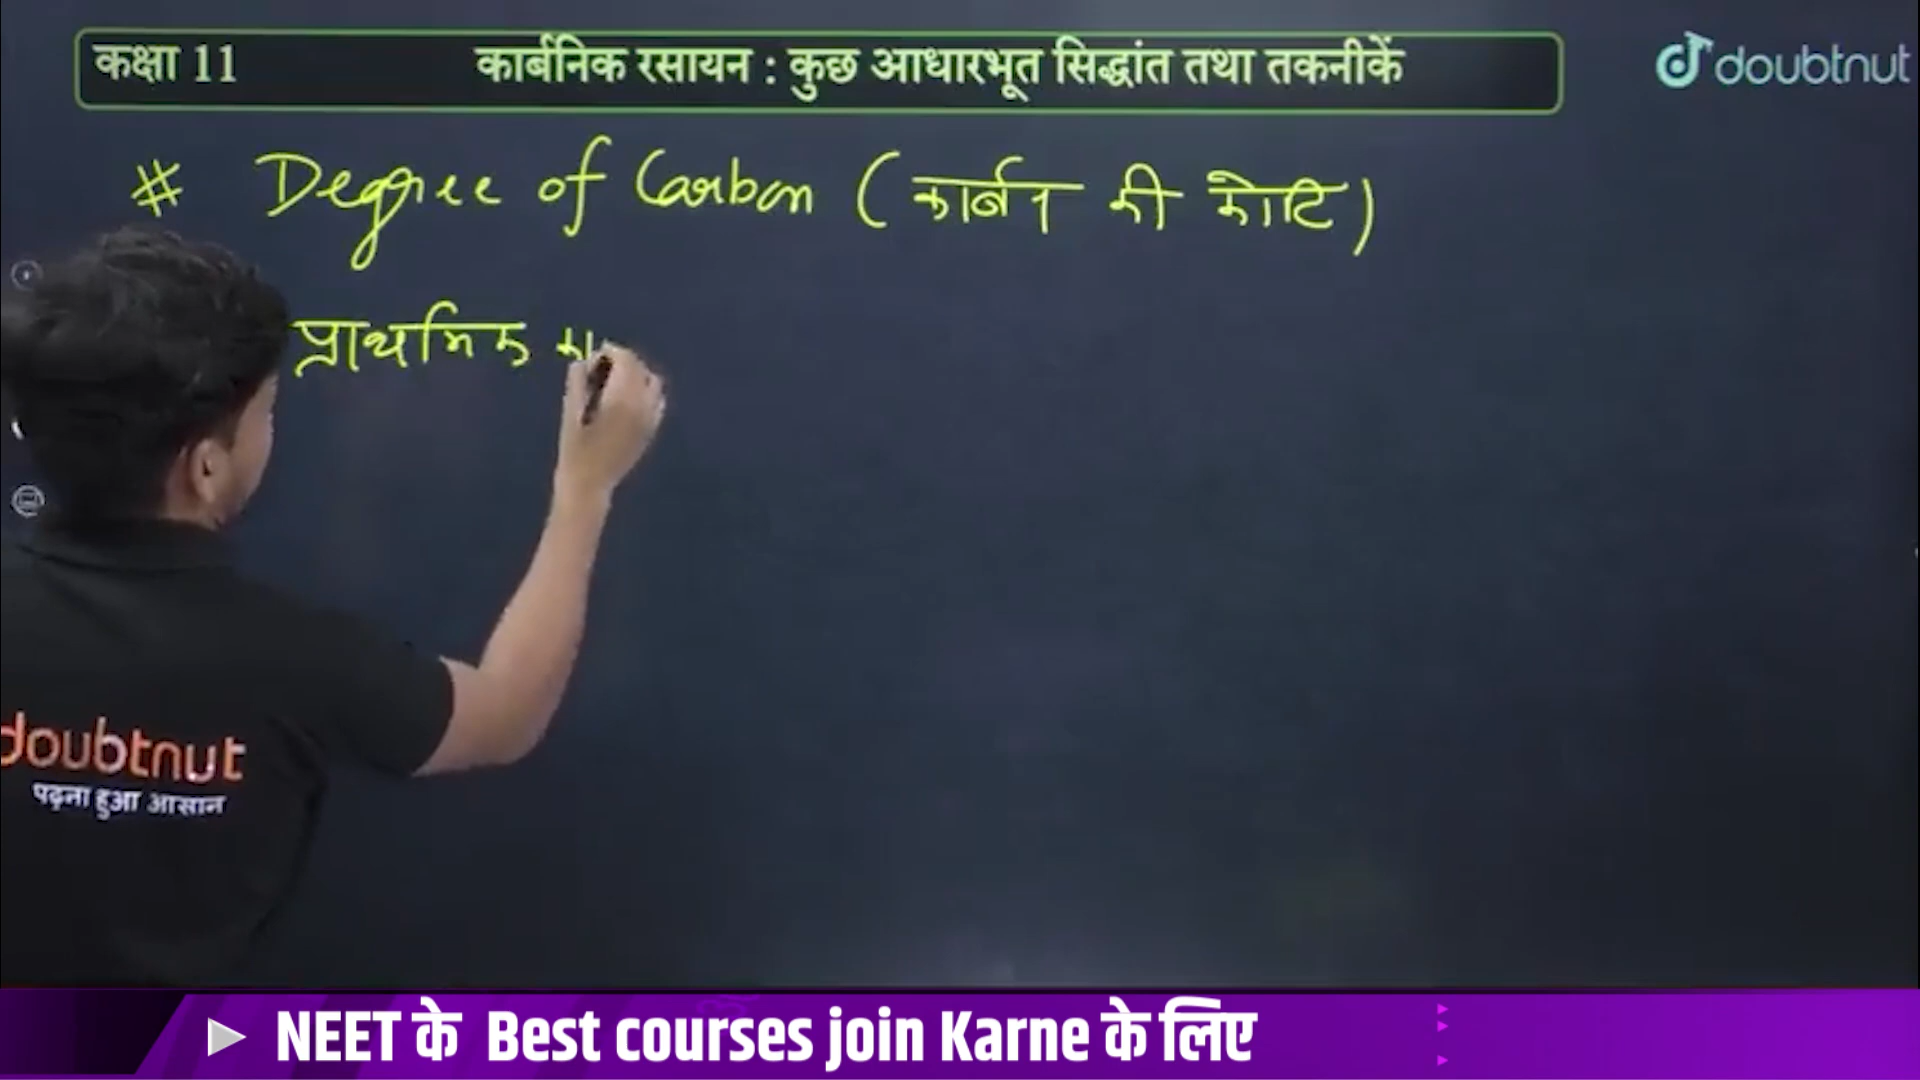 कक्षा 11 कार्बनिक रसायन : कुछ आधारभूत सिद्धांत तथा तकनीकें
doubtnut
# Degree of Carbon (कार्बन की कोटि)
प्राथमिक
doubtnut
पढ़ना हुआ आसान
NEET के Best courses join Karne के लिए